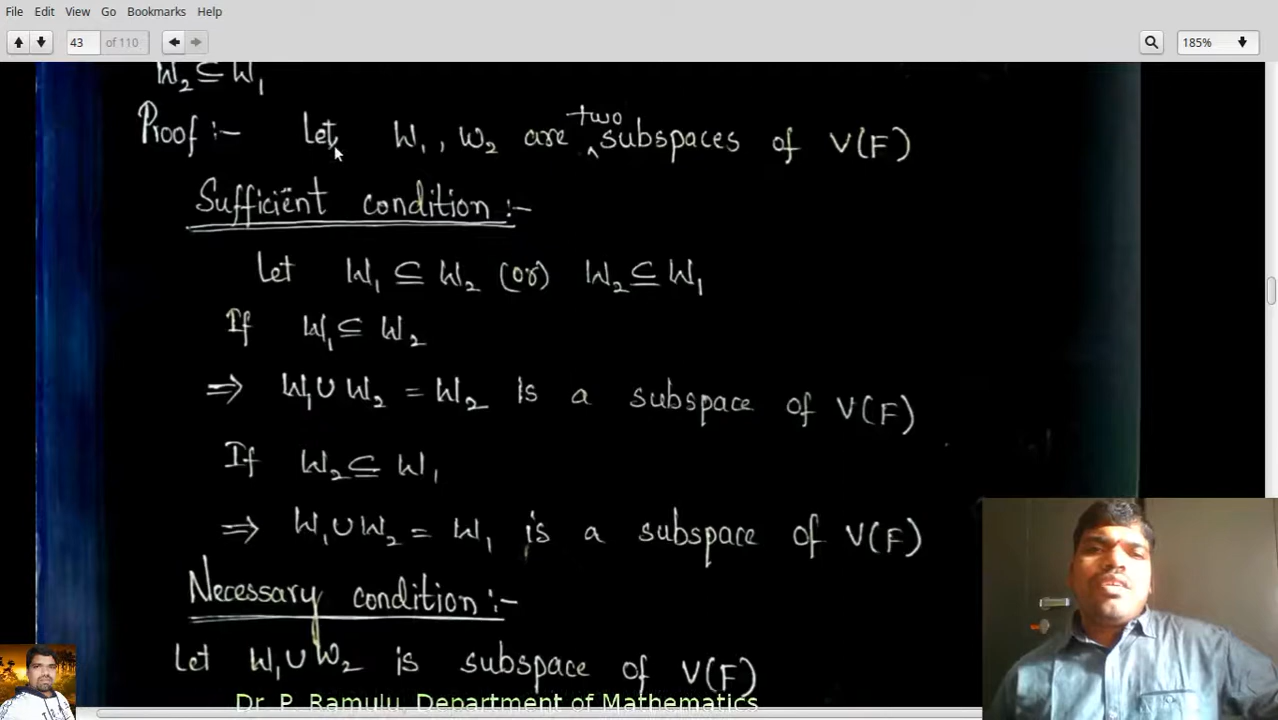 File Edit View Go Bookmarks Help
43 of 110 185%
W₂ ⊆ W₁
Proof :- Let W₁, W₂ are two subspaces of V(F)
Sufficient condition :-
Let W₁ ⊆ W₂ (or) W₂ ⊆ W₁
If W₁ ⊆ W₂
⇒ W₁ ∪ W₂ = W₂ is a subspace of V(F)
If W₂ ⊆ W₁
⇒ W₁ ∪ W₂ = W₁ is a subspace of V(F)
Necessary condition :-
Let W₁ ∪ W₂ is subspace of V(F)
Dr. P. Ramulu, Department of Mathematics